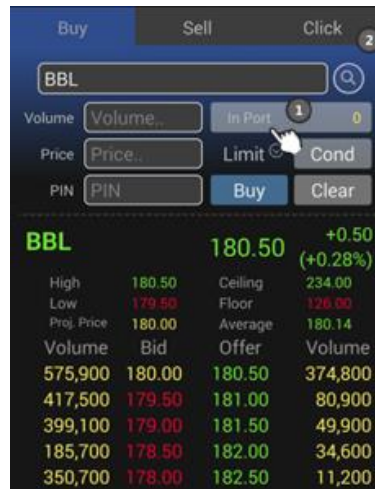 Buy Sell Click 2
BBL
Volume Volume.. In Port 1 0
Price Price.. Limit Cond
PIN PIN Buy Clear
BBL 180.50 +0.50
(+0.28%)
High 180.50 Ceiling 234.00
Low 179.50 Floor 126.00
Proj. Price 180.00 Average 180.14
Volume Bid Offer Volume
575,900 180.00 180.50 374,800
417,500 179.50 181.00 80,900
399,100 179.00 181.50 49,900
185,700 178.50 182.00 34,600
350,700 178.00 182.50 11,200